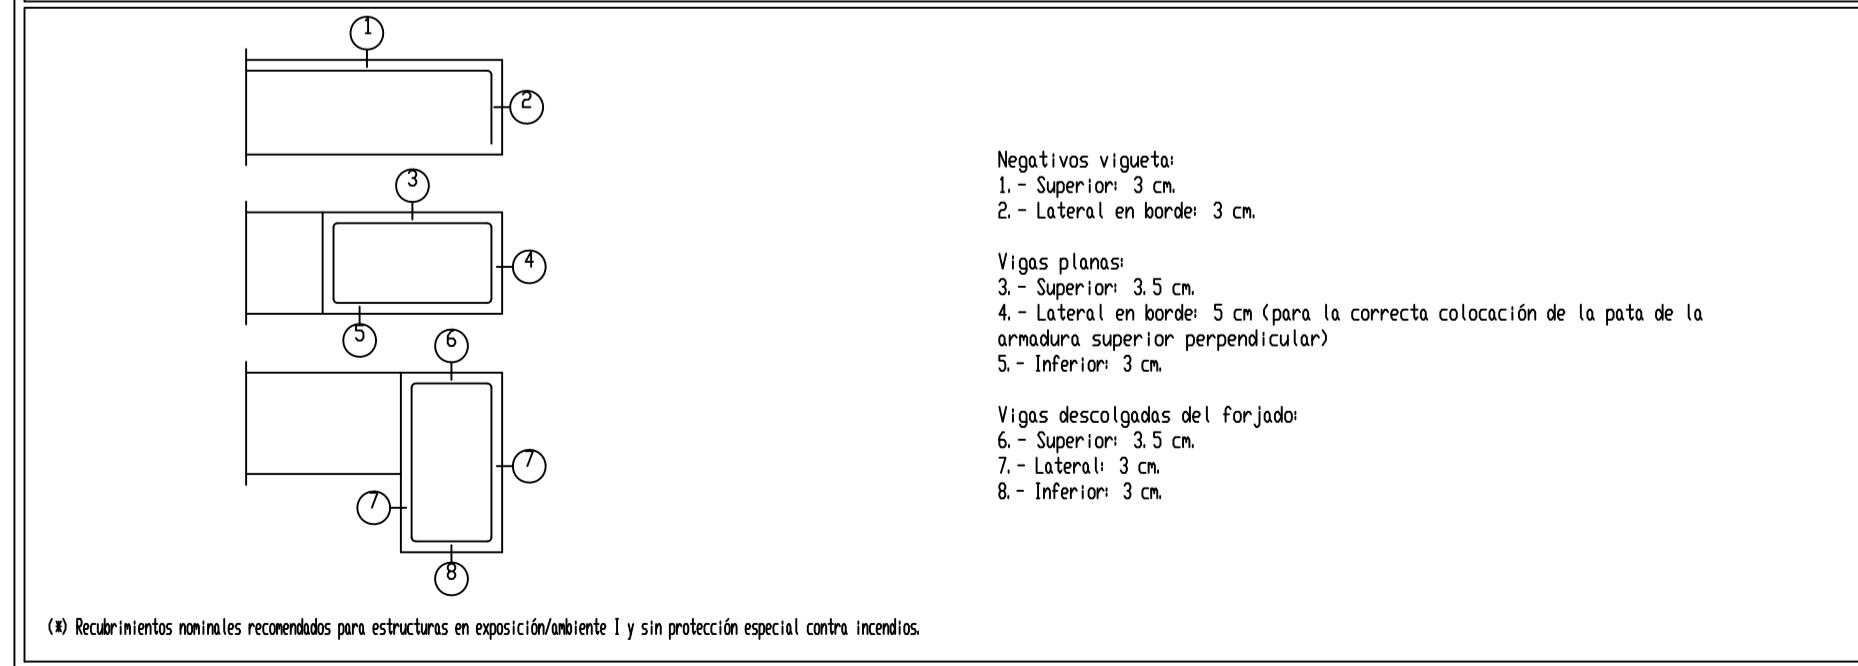 1
2
3
4
5
6
7
7
8
Negativos vigueta:
1.- Superior: 3 cm.
2.- Lateral en borde: 3 cm.
Vigas planas:
3.- Superior: 3.5 cm.
4.- Lateral en borde: 5 cm (para la correcta colocación de la pata de la
armadura superior perpendicular)
5.- Inferior: 3 cm.
Vigas descolgadas del forjado:
6.- Superior: 3.5 cm.
7.- Lateral: 3 cm.
8.- Inferior: 3 cm.
(*) Recubrimientos nominales recomendados para estructuras en exposición/ambiente I y sin protección especial contra incendios.